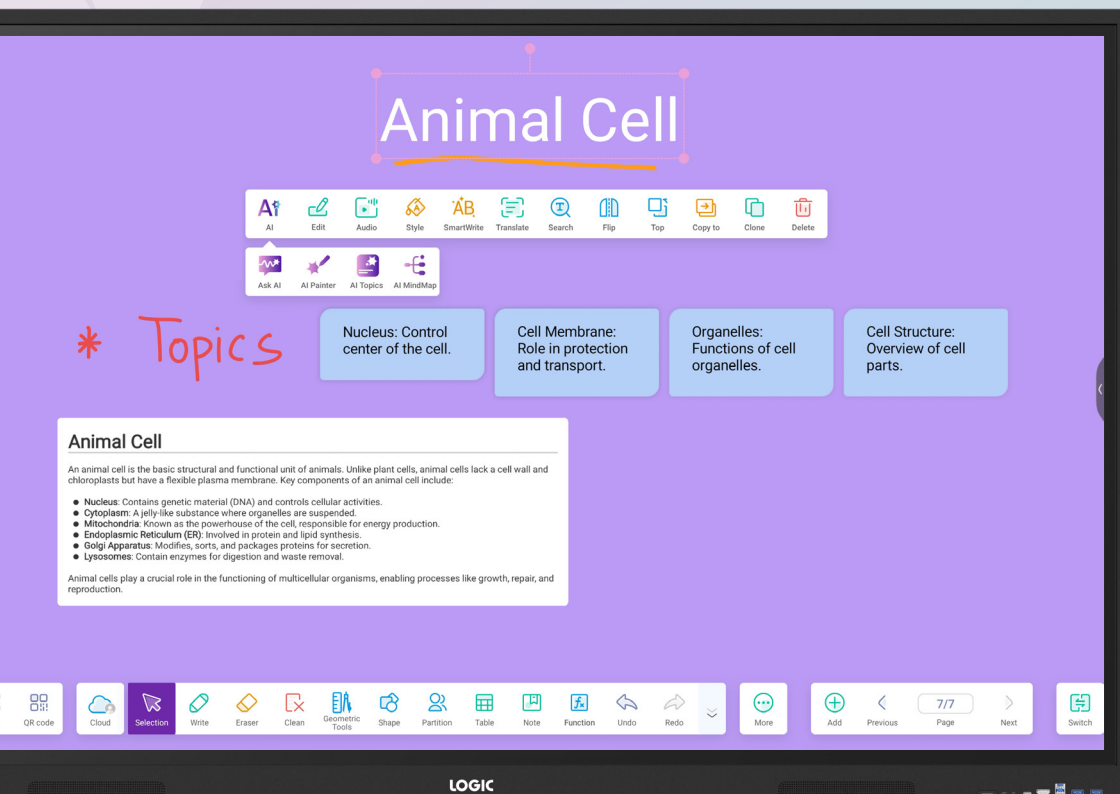 Animal Cell
AI Edit Audio Style SmartWrite Translate Search Flip Top Copy to Clone Delete
Ask AI AI Painter AI Topics AI MindMap
* Topics
Nucleus: Control
center of the cell.
Cell Membrane:
Role in protection
and transport.
Organelles:
Functions of cell
organelles.
Cell Structure:
Overview of cell
parts.
Animal Cell
An animal cell is the basic structural and functional unit of animals. Unlike plant cells, animal cells lack a cell wall and
chloroplasts but have a flexible plasma membrane. Key components of an animal cell include:
● Nucleus: Contains genetic material (DNA) and controls cellular activities.
● Cytoplasm: A jelly-like substance where organelles are suspended.
● Mitochondria: Known as the powerhouse of the cell, responsible for energy production.
● Endoplasmic Reticulum (ER): Involved in protein and lipid synthesis.
● Golgi Apparatus: Modifies, sorts, and packages proteins for secretion.
● Lysosomes: Contain enzymes for digestion and waste removal.
Animal cells play a crucial role in the functioning of multicellular organisms, enabling processes like growth, repair, and
reproduction.
QR code Cloud Selection Write Eraser Clean Geometric Tools Shape Partition Table Note Function Undo Redo More Add Previous 7/7 Page Next Switch
LOGIC